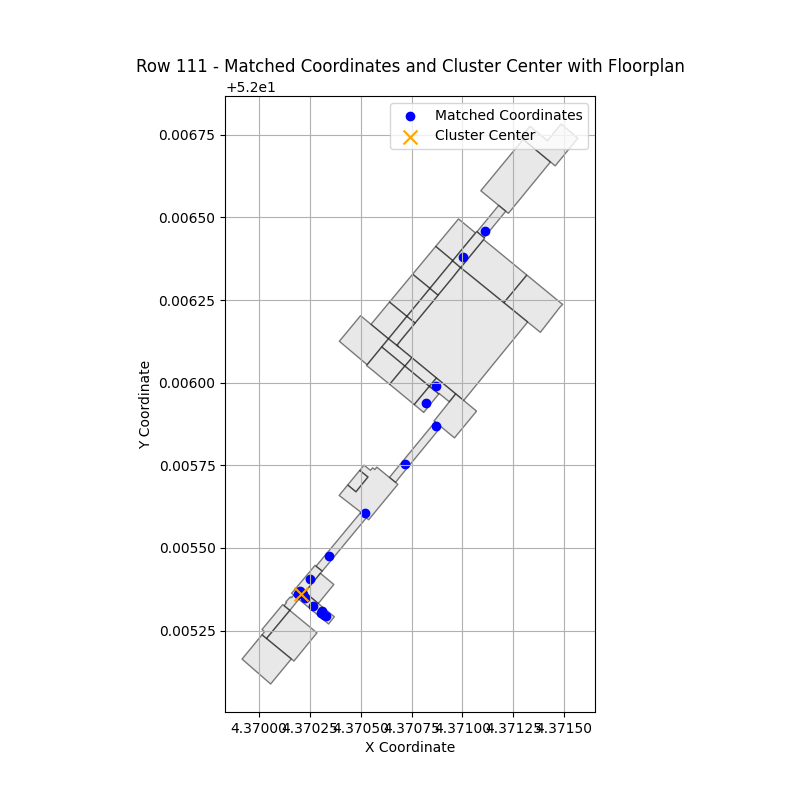 Row 111 - Matched Coordinates and Cluster Center with Floorplan
+5.2e1
Matched Coordinates
Cluster Center
0.00675
0.00650
0.00625
0.00600
0.00575
0.00550
0.00525
Y Coordinate
4.37000 4.37025 4.37050 4.37075 4.37100 4.37125 4.37150
X Coordinate